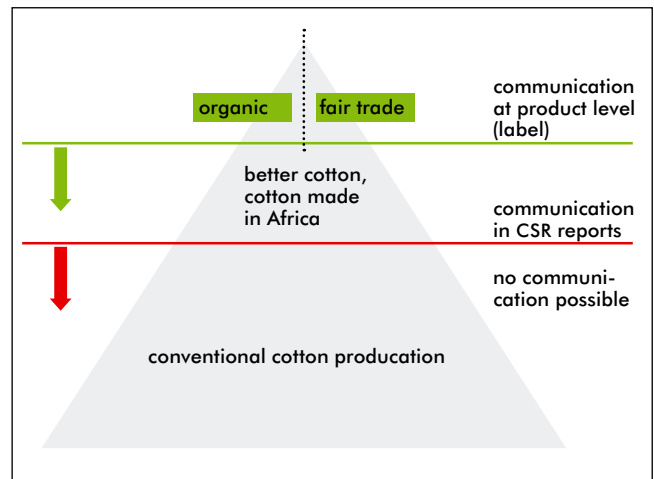 organic
fair trade
communication
at product level
(label)
better cotton,
cotton made
in Africa
communication
in CSR reports
no communi-
cation possible
conventional cotton producation